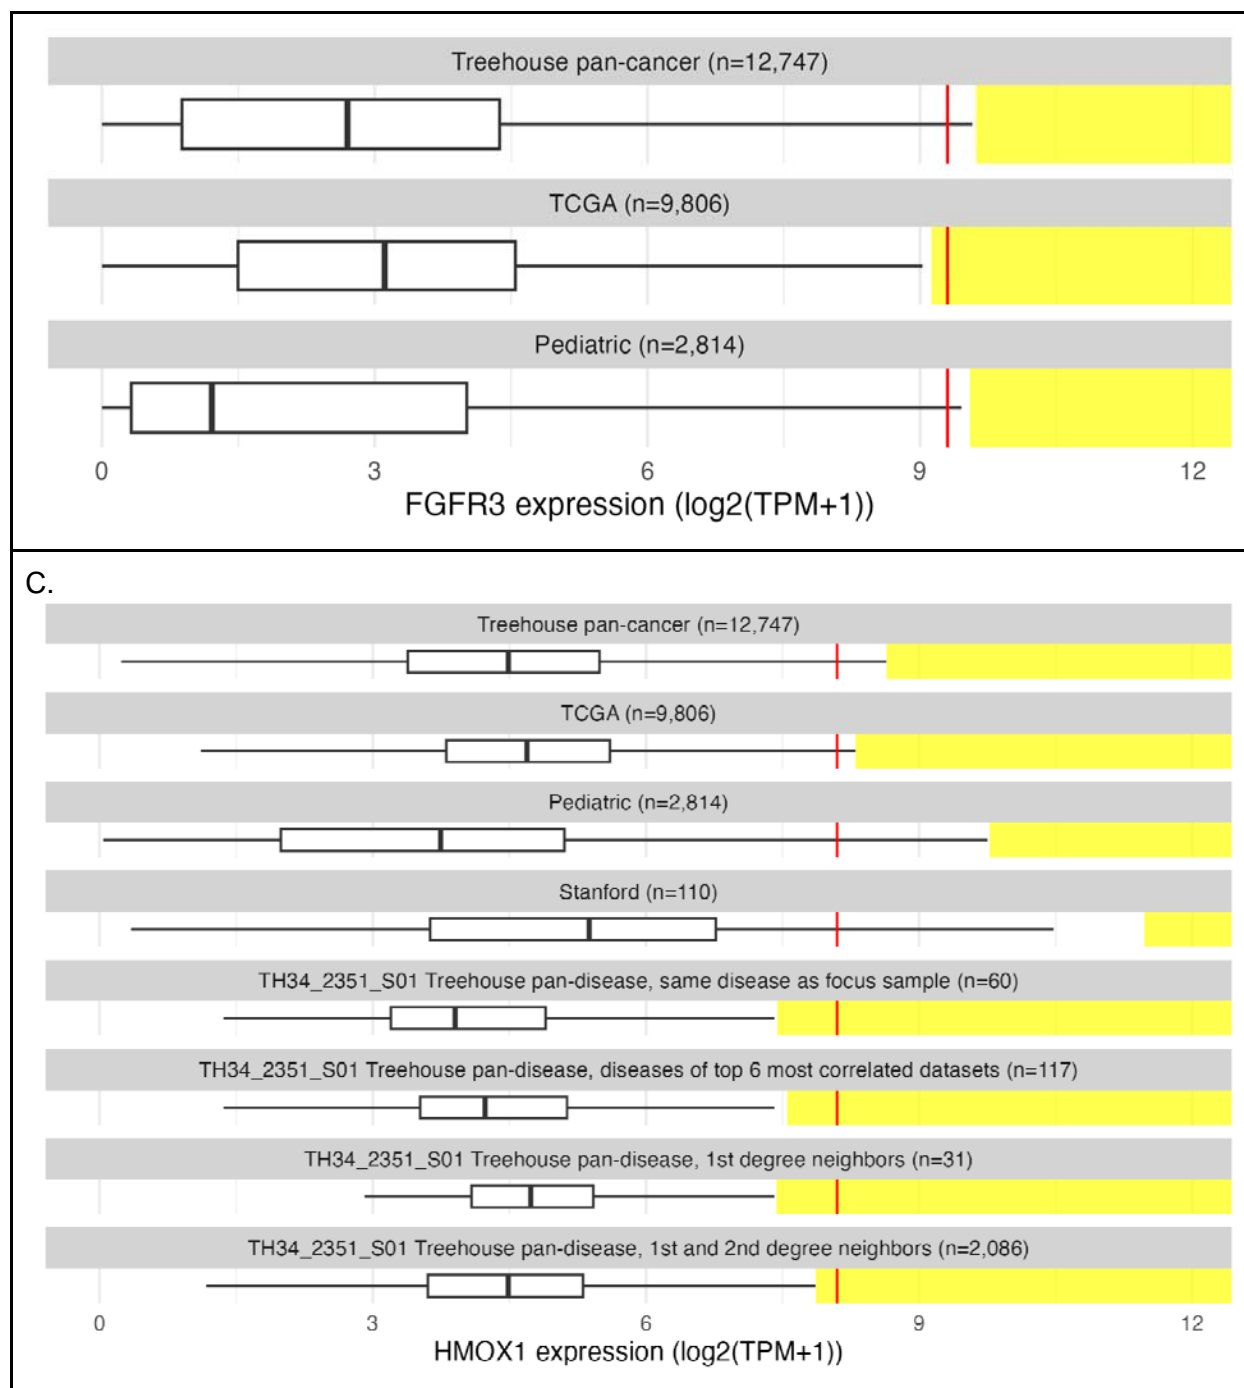 Treehouse pan-cancer (n=12,747)
TCGA (n=9,806)
Pediatric (n=2,814)
0 3 6 9 12
FGFR3 expression (log2(TPM+1))
C.
Treehouse pan-cancer (n=12,747)
TCGA (n=9,806)
Pediatric (n=2,814)
Stanford (n=110)
TH34_2351_S01 Treehouse pan-disease, same disease as focus sample (n=60)
TH34_2351_S01 Treehouse pan-disease, diseases of top 6 most correlated datasets (n=117)
TH34_2351_S01 Treehouse pan-disease, 1st degree neighbors (n=31)
TH34_2351_S01 Treehouse pan-disease, 1st and 2nd degree neighbors (n=2,086)
0 3 6 9 12
HMOX1 expression (log2(TPM+1))